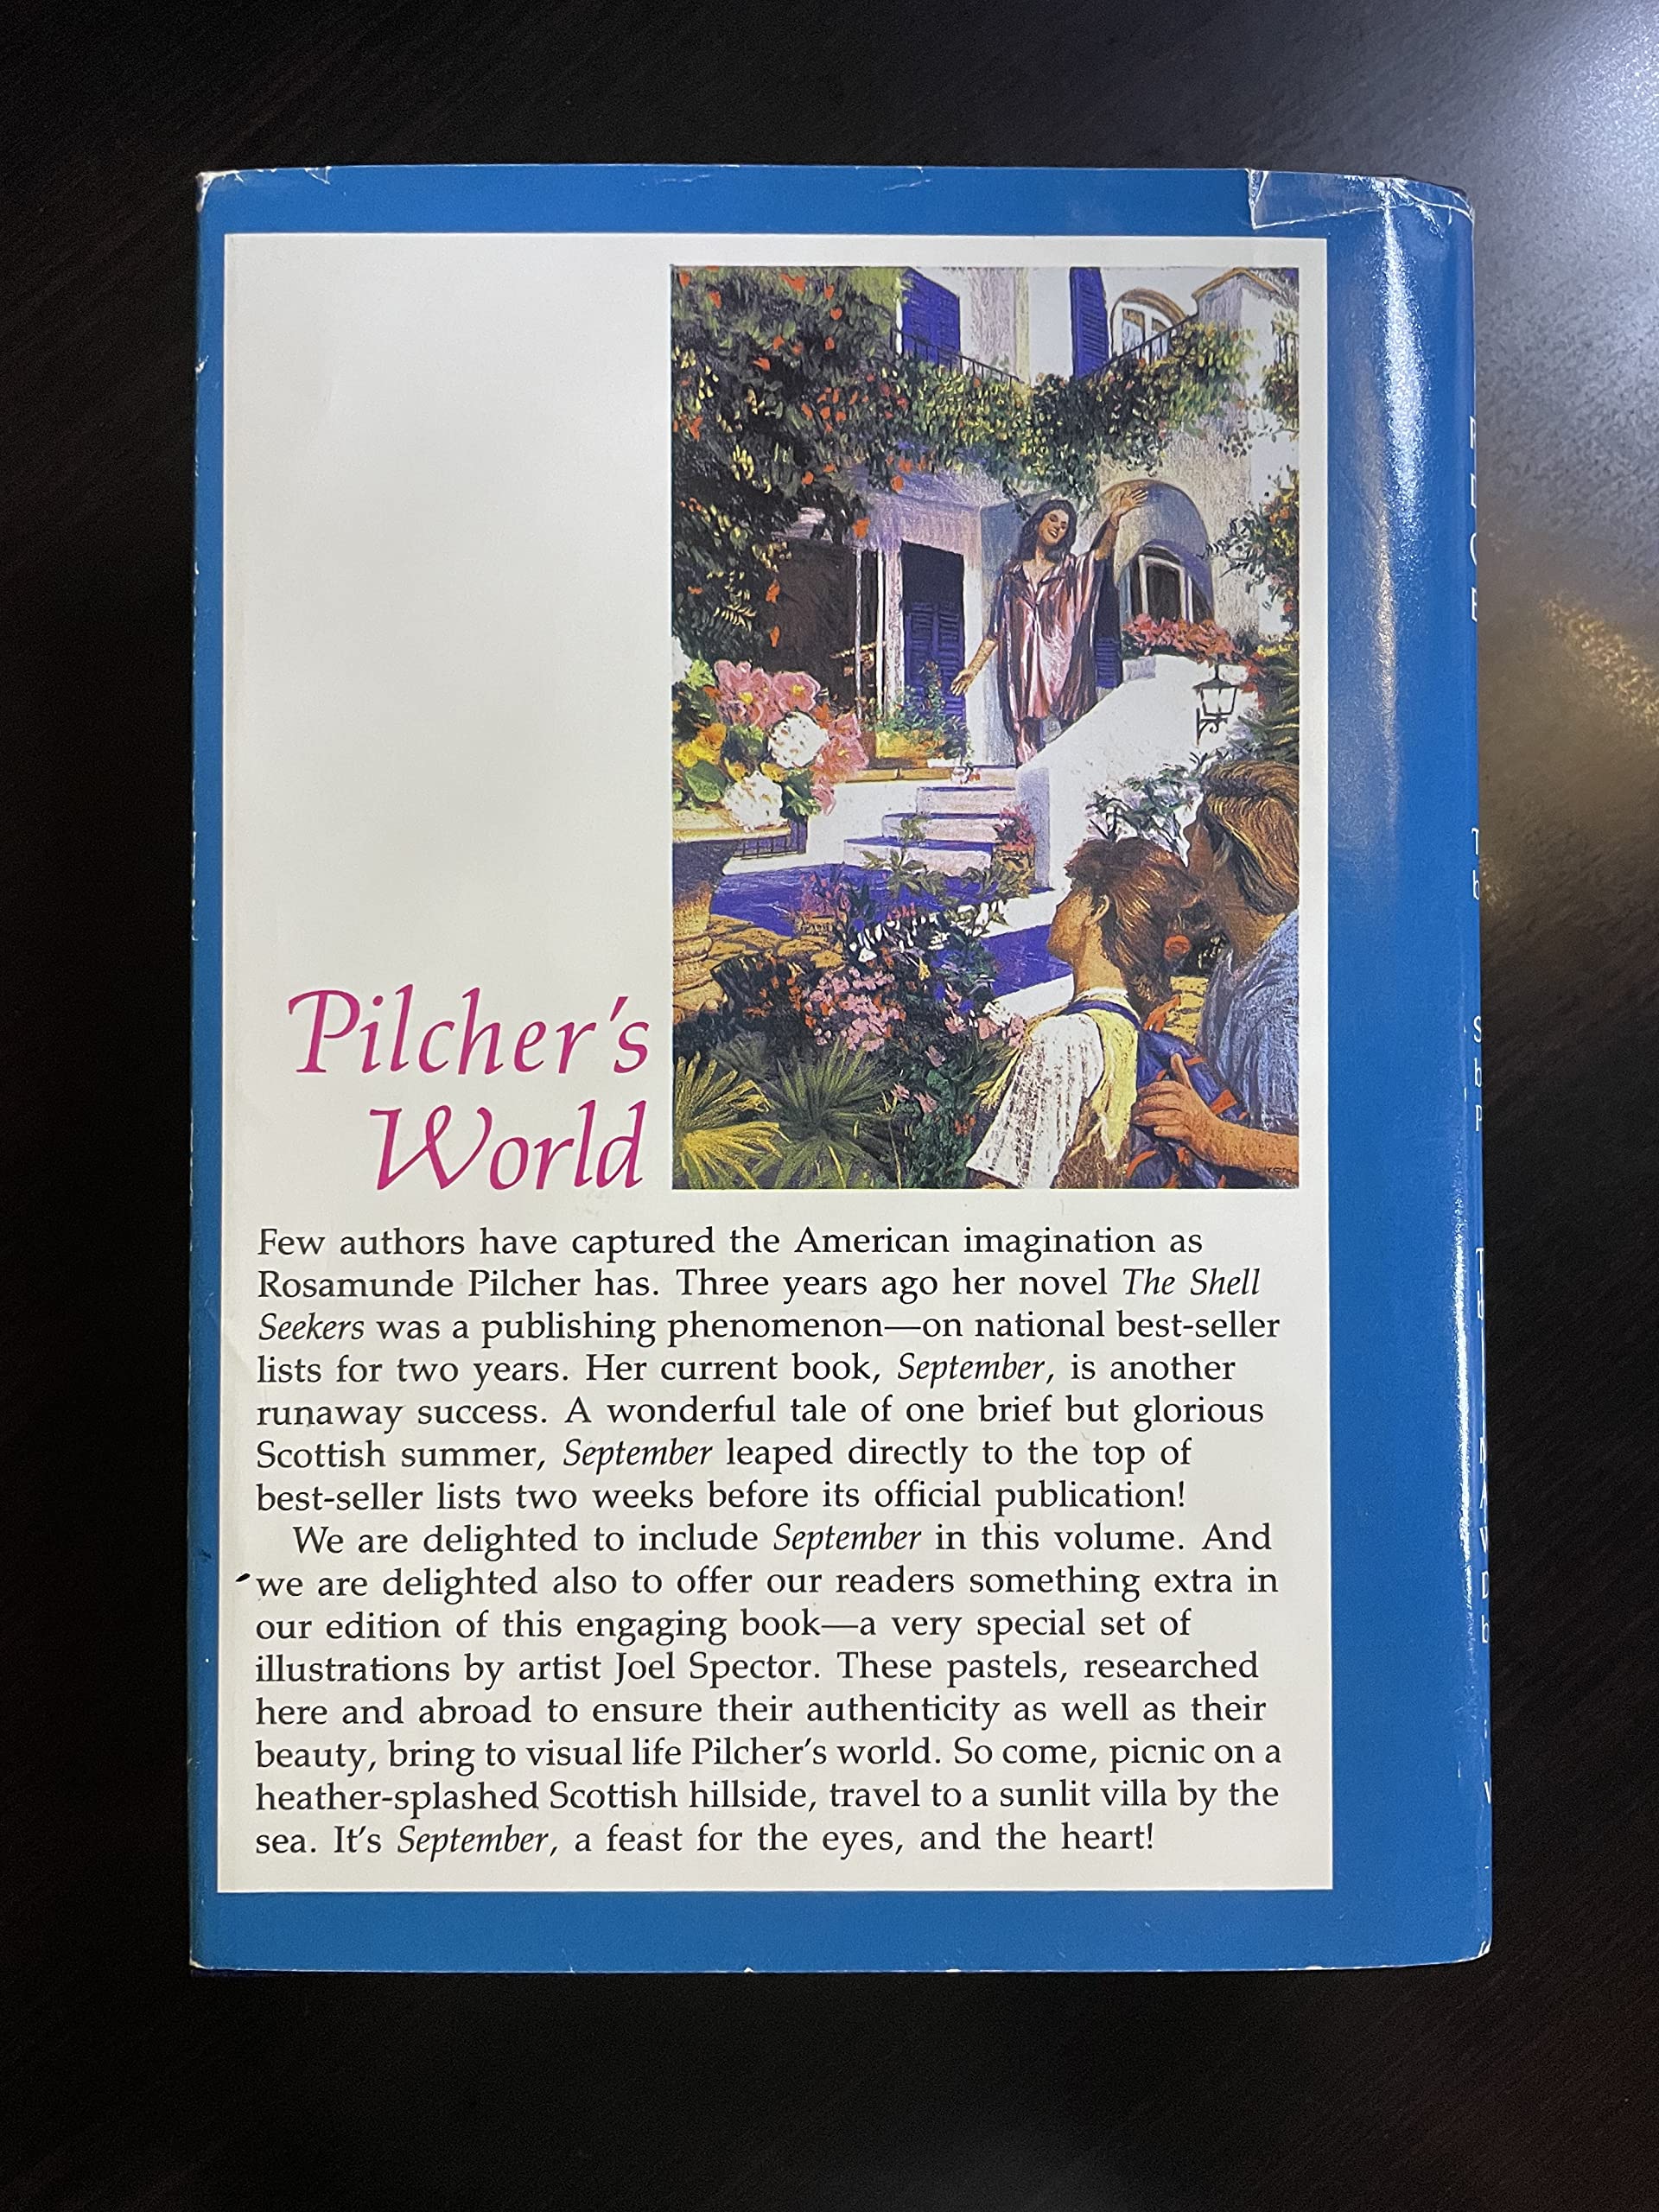 Pilcher's
World
Few authors have captured the American imagination as
Rosamunde Pilcher has. Three years ago her novel The Shell
Seekers was a publishing phenomenon—on national best-seller
lists for two years. Her current book, September, is another
runaway success. A wonderful tale of one brief but glorious
Scottish summer, September leaped directly to the top of
best-seller lists two weeks before its official publication!
We are delighted to include September in this volume. And
we are delighted also to offer our readers something extra in
our edition of this engaging book—a very special set of
illustrations by artist Joel Spector. These pastels, researched
here and abroad to ensure their authenticity as well as their
beauty, bring to visual life Pilcher's world. So come, picnic on a
heather-splashed Scottish hillside, travel to a sunlit villa by the
sea. It's September, a feast for the eyes, and the heart!